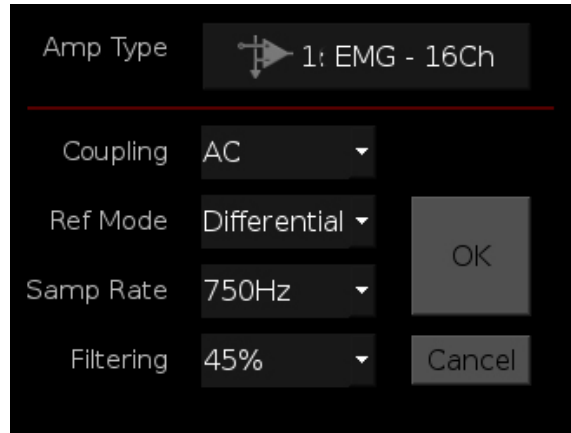 Amp Type
1: EMG - 16Ch
Coupling
AC
Ref Mode
Differential
Samp Rate
750Hz
Filtering
45%
OK
Cancel